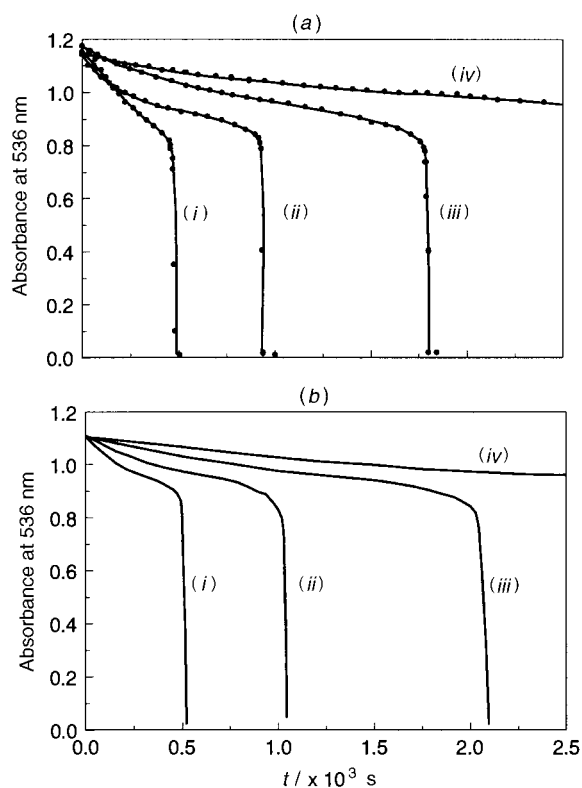 (a)
1.2
1.0
0.8
0.6
0.4
0.2
0.0
Absorbance at 536 nm
(i)
(ii)
(iii)
(iv)
(b)
1.2
1.0
0.8
0.6
0.4
0.2
0.0
Absorbance at 536 nm
(i)
(ii)
(iii)
(iv)
0.0 0.5 1.0 1.5 2.0 2.5
t / x 10³ s